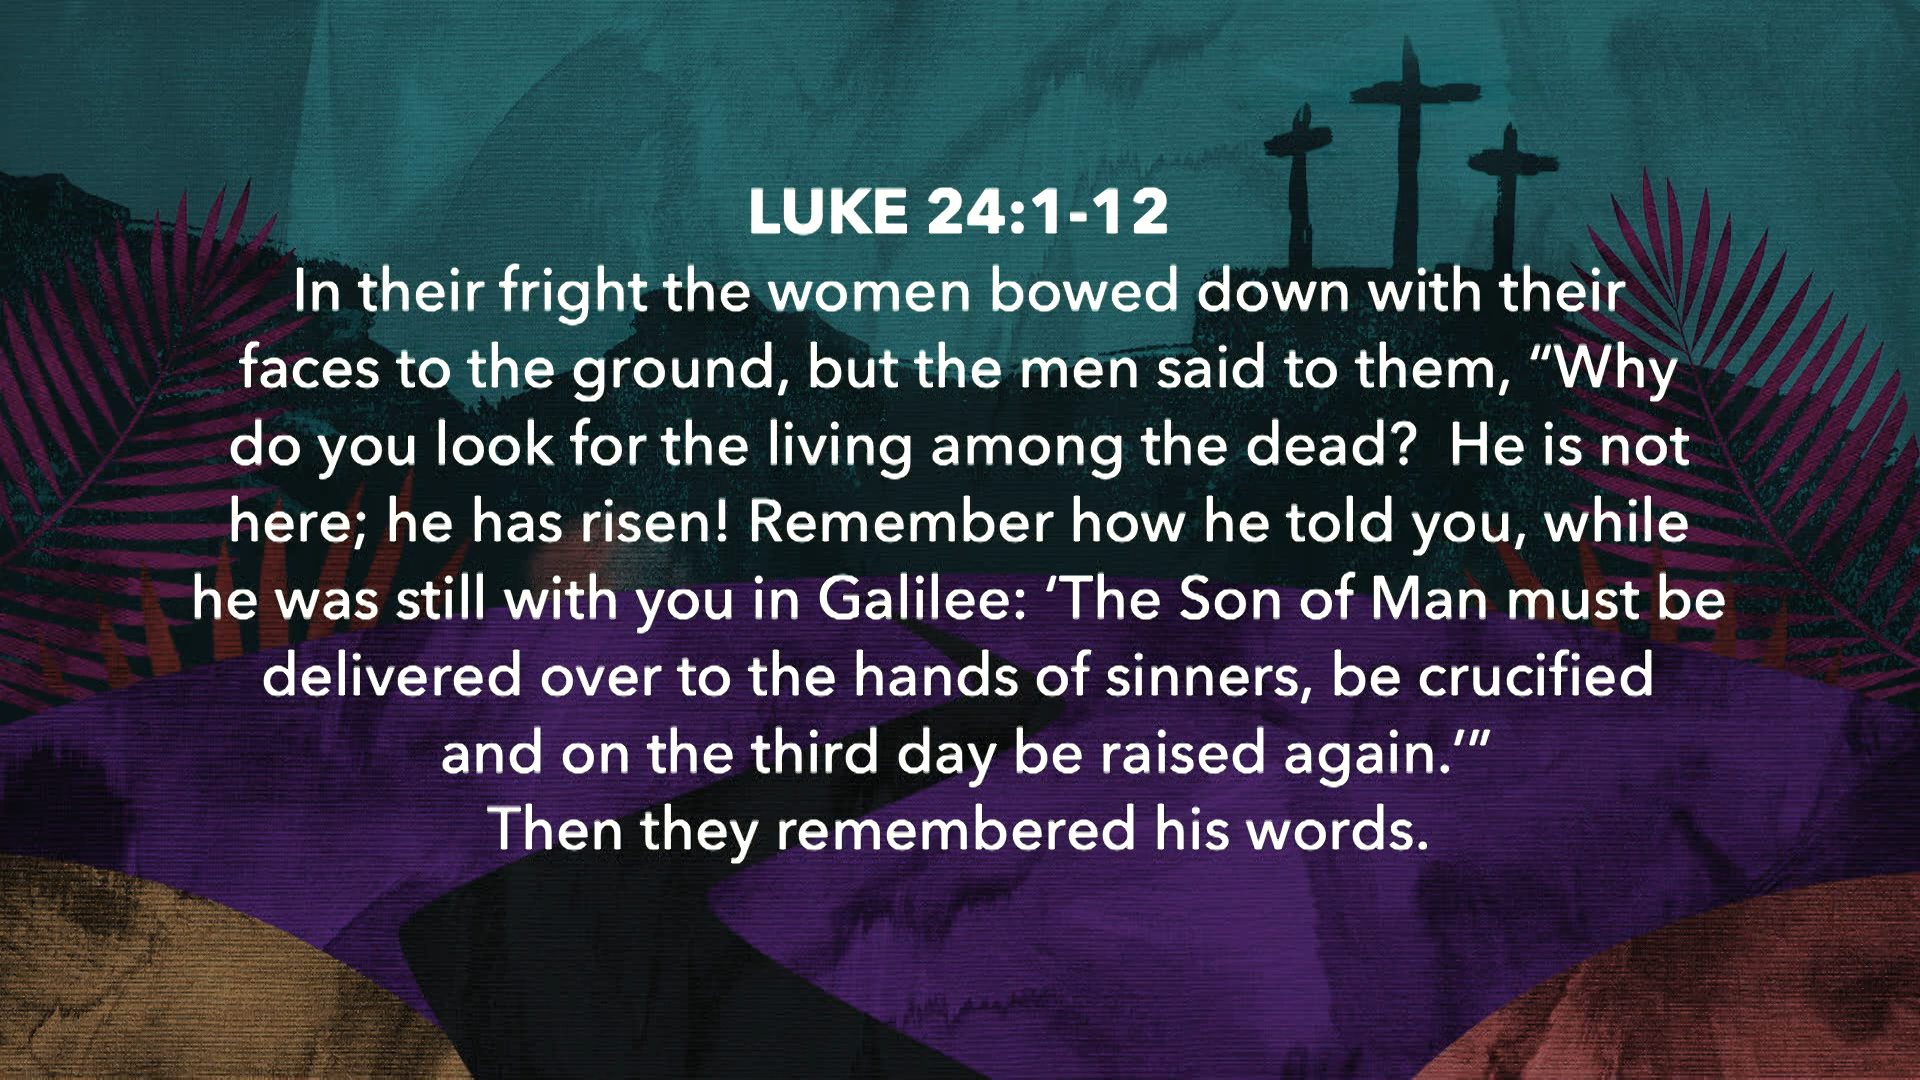 LUKE 24:1-12
In their fright the women bowed down with their
faces to the ground, but the men said to them, “Why
do you look for the living among the dead?  He is not
here; he has risen! Remember how he told you, while
he was still with you in Galilee: ‘The Son of Man must be
delivered over to the hands of sinners, be crucified
and on the third day be raised again.’”
Then they remembered his words.